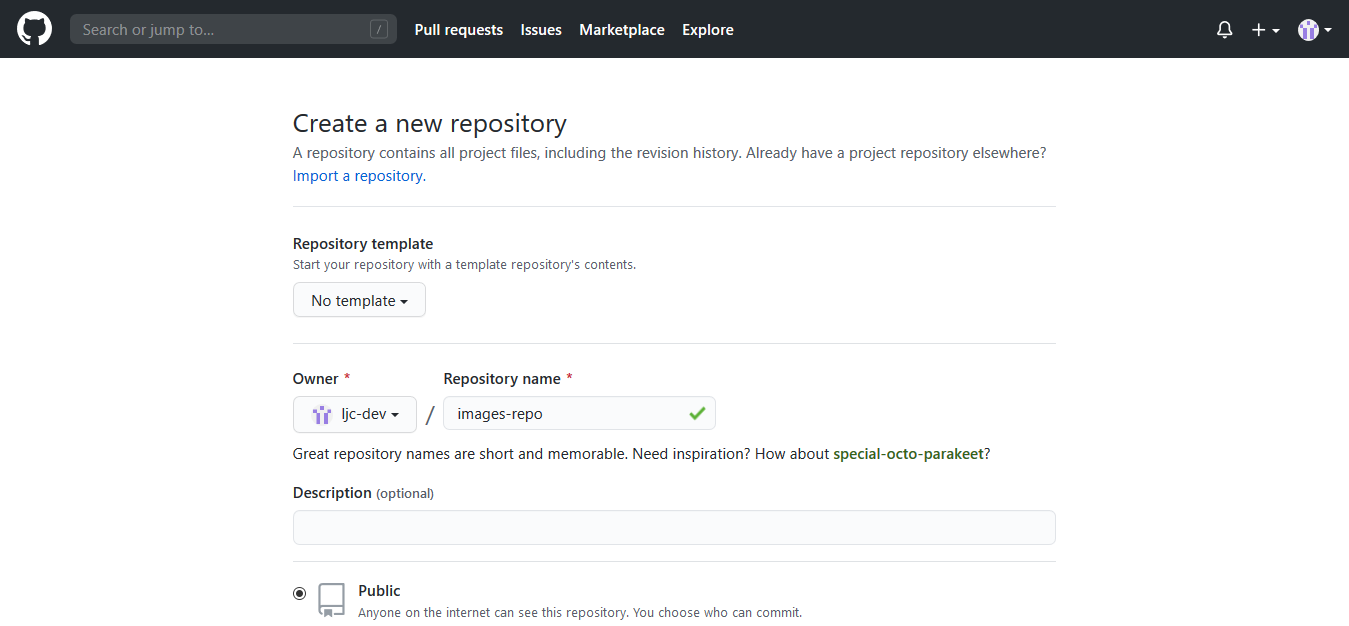 Search or jump to... / Pull requests Issues Marketplace Explore
Create a new repository
A repository contains all project files, including the revision history. Already have a project repository elsewhere?
Import a repository.
Repository template
Start your repository with a template repository's contents.
No template
Owner * Repository name *
ljc-dev / images-repo
Great repository names are short and memorable. Need inspiration? How about special-octo-parakeet?
Description (optional)
Public
Anyone on the internet can see this repository. You choose who can commit.